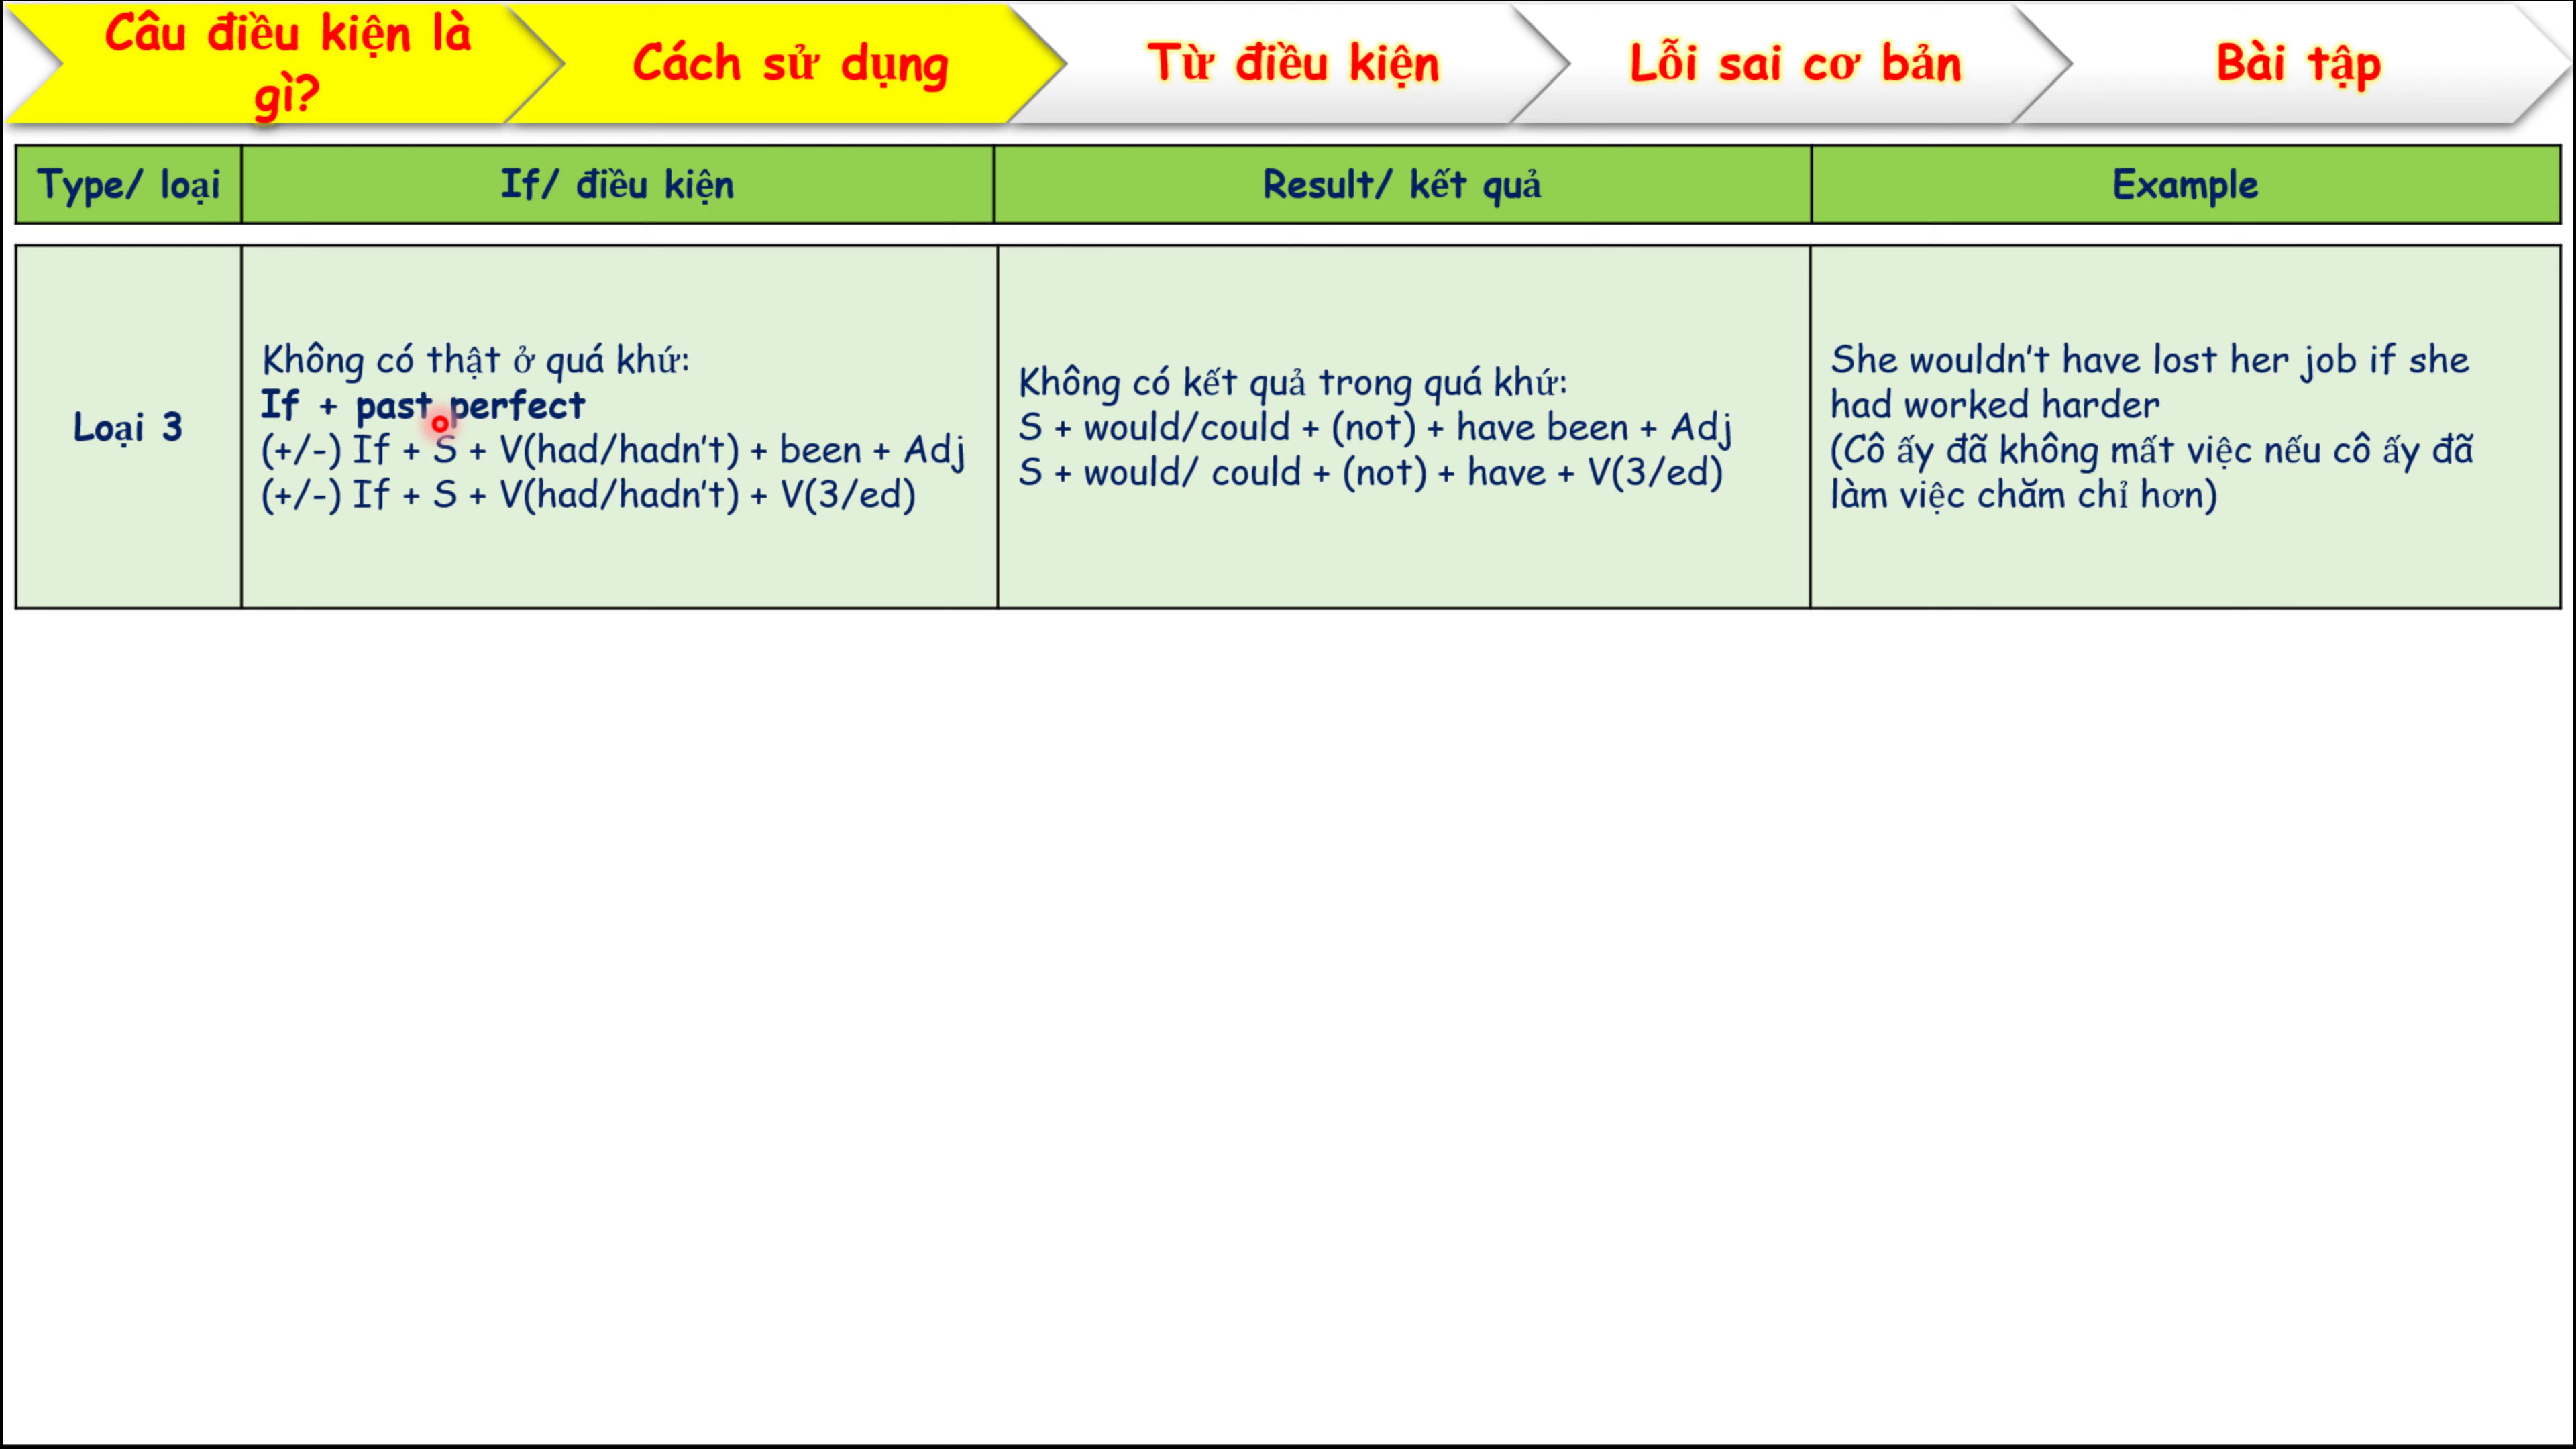 Câu điều kiện là
gì?
Cách sử dụng
Từ điều kiện
Lỗi sai cơ bản
Bài tập
Type/ loại
If/ điều kiện
Result/ kết quả
Example
Loại 3
Không có thật ở quá khứ:
If + past perfect
(+/-) If + S + V(had/hadn't) + been + Adj
(+/-) If + S + V(had/hadn't) + V(3/ed)
Không có kết quả trong quá khứ:
S + would/could + (not) + have been + Adj
S + would/ could + (not) + have + V(3/ed)
She wouldn't have lost her job if she
had worked harder
(Cô ấy đã không mất việc nếu cô ấy đã
làm việc chăm chỉ hơn)